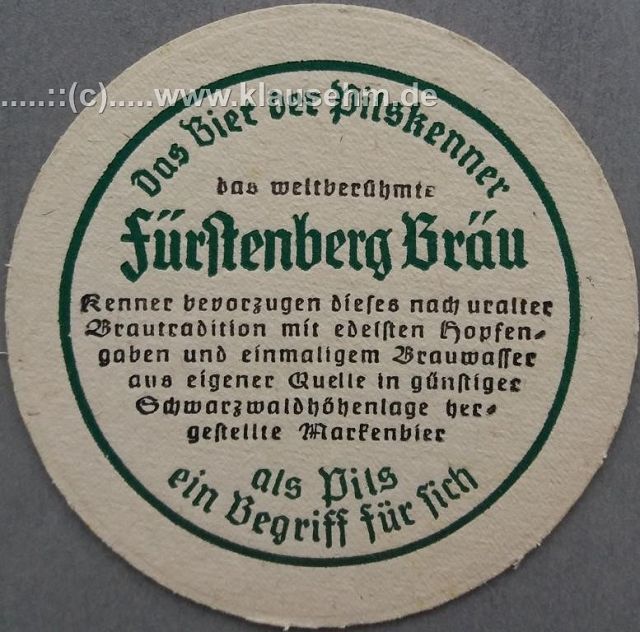 .....::(c).....www.klausehm.de
Das Bier der Pilskenner
das weltberühmte
Fürstenberg Bräu
Kenner bevorzugen dieses nach uralter
Brautradition mit edelsten Hopfen-
gaben und einmaligem Brauwasser
aus eigener Quelle in günstiger
Schwarzwaldhöhenlage her-
gestellte Markenbier
als Pils
ein Begriff für sich